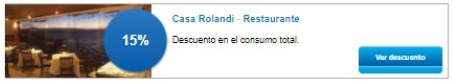 Casa Rolandi - Restaurante
15%
Descuento en el consumo total.
Ver descuento